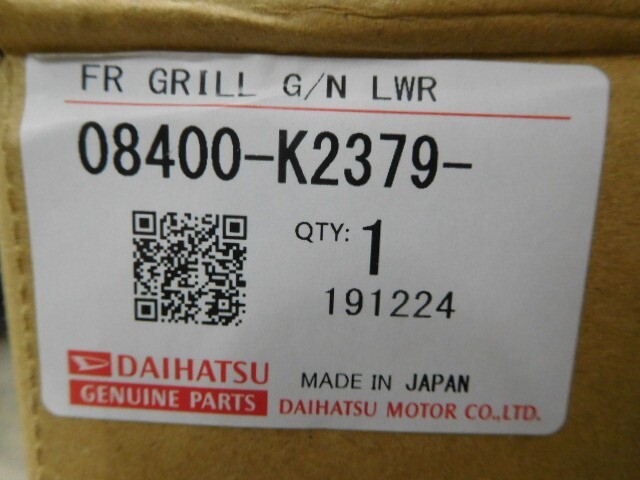 FR GRILL G/N LWR
08400-K2379-
QTY: 1
191224
DAIHATSU
GENUINE PARTS
MADE IN JAPAN
DAIHATSU MOTOR CO.,LTD.